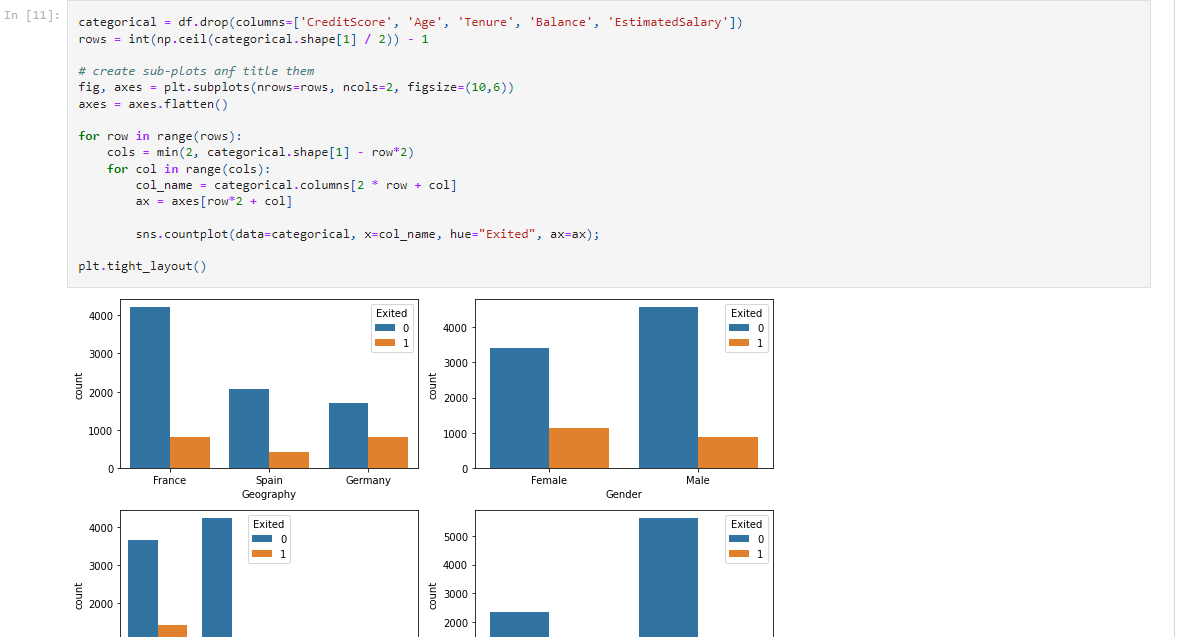 In [11]:
categorical = df.drop(columns=['CreditScore', 'Age', 'Tenure', 'Balance', 'EstimatedSalary'])
rows = int(np.ceil(categorical.shape[1] / 2)) - 1
# create sub-plots anf title them
fig, axes = plt.subplots(nrows=rows, ncols=2, figsize=(10,6))
axes = axes.flatten()
for row in range(rows):
    cols = min(2, categorical.shape[1] - row*2)
    for col in range(cols):
        col_name = categorical.columns[2 * row + col]
        ax = axes[row*2 + col]
        sns.countplot(data=categorical, x=col_name, hue="Exited", ax=ax);
plt.tight_layout()
4000
3000
2000
1000
0
count
Exited
0
1
France Spain Germany
Geography
4000
3000
2000
1000
0
count
Exited
0
1
Female Male
Gender
4000
3000
2000
count
Exited
0
1
5000
4000
3000
2000
count
Exited
0
1